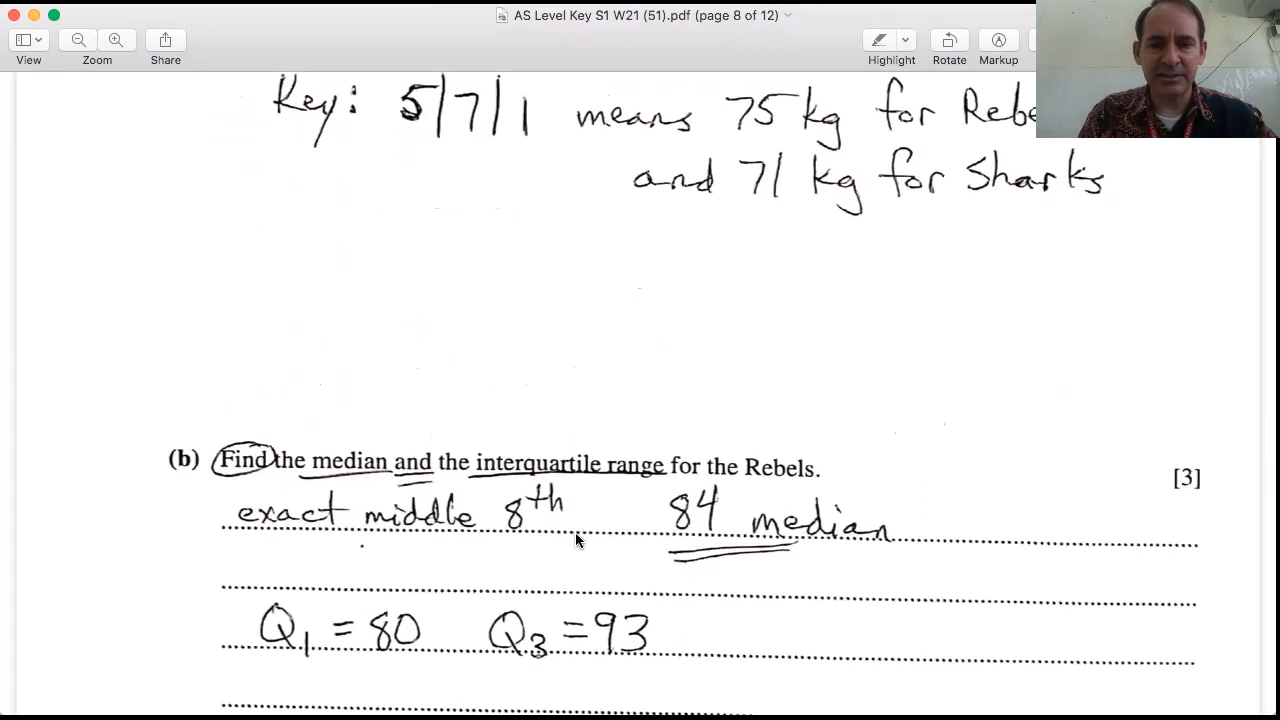 AS Level Key S1 W21 (51).pdf (page 8 of 12)
View Zoom Share Highlight Rotate Markup
Key: 5/7/1 means 75 kg for Rebe
and 71 kg for Sharks
(b) Find the median and the interquartile range for the Rebels.
[3]
exact middle 8th 84 median
Q1 = 80 Q3 = 93